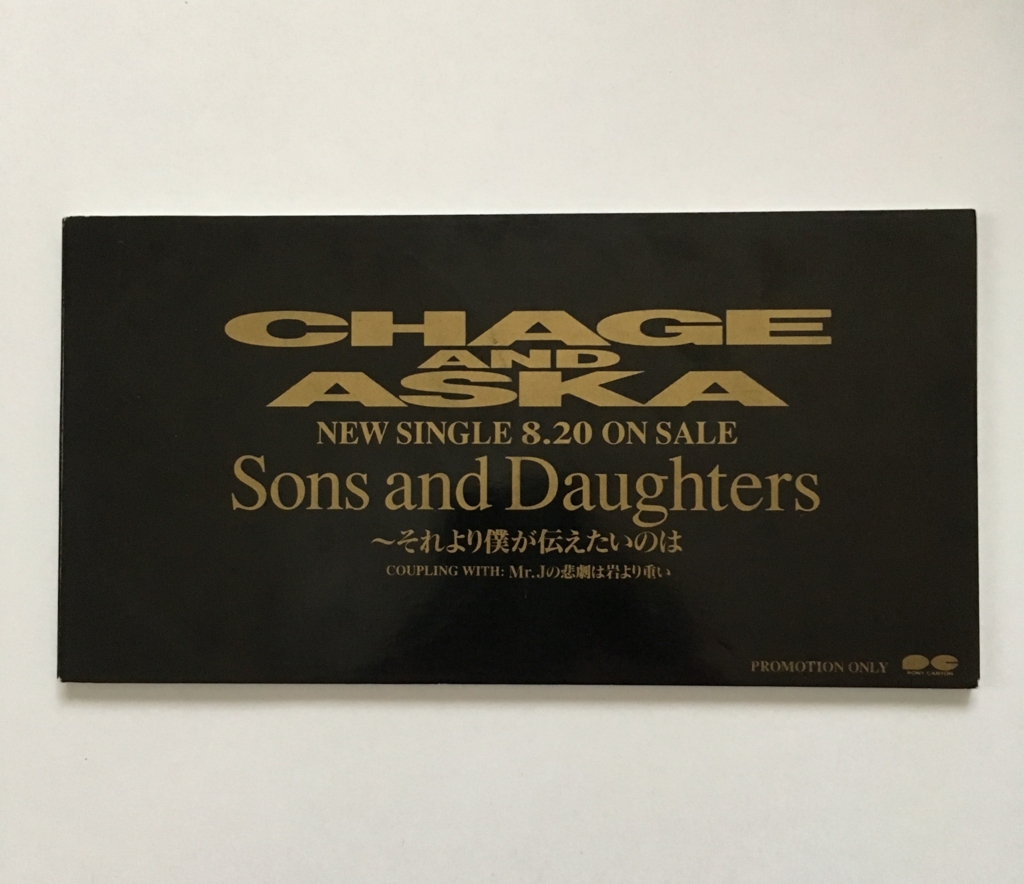 CHAGE
AND
ASKA
NEW SINGLE 8.20 ON SALE
Sons and Daughters
～それより僕が伝えたいのは
COUPLING WITH: Mr.Jの悲劇は岩より重い
PROMOTION ONLY
PONY CANYON